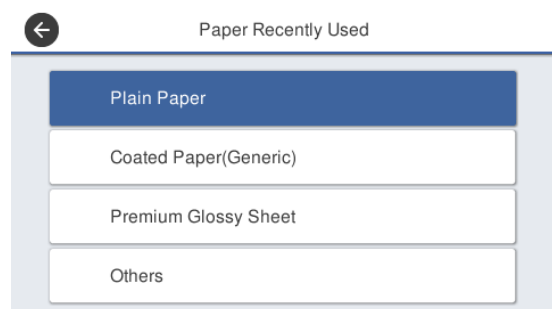 Paper Recently Used
Plain Paper
Coated Paper(Generic)
Premium Glossy Sheet
Others